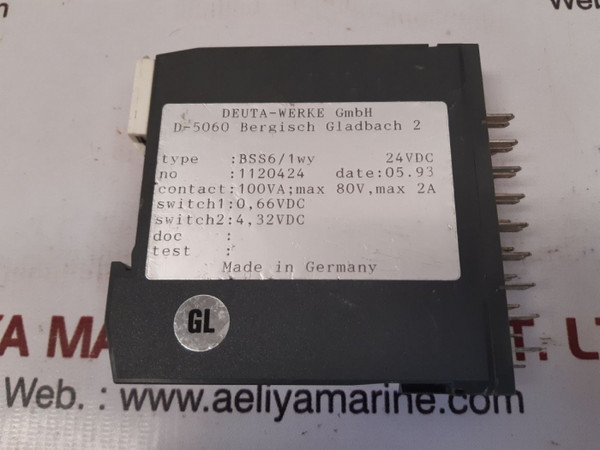 Email :
Web.
DEUTA-WERKE GmbH
D-5060 Bergisch Gladbach 2
type :BSS6/1wy 24VDC
no :1120424 date:05.93
contact:100VA;max 80V,max 2A
switch1:0,66VDC
switch2:4,32VDC
doc :
test :
Made in Germany
GL
Web. : www.aeliyamarine.com